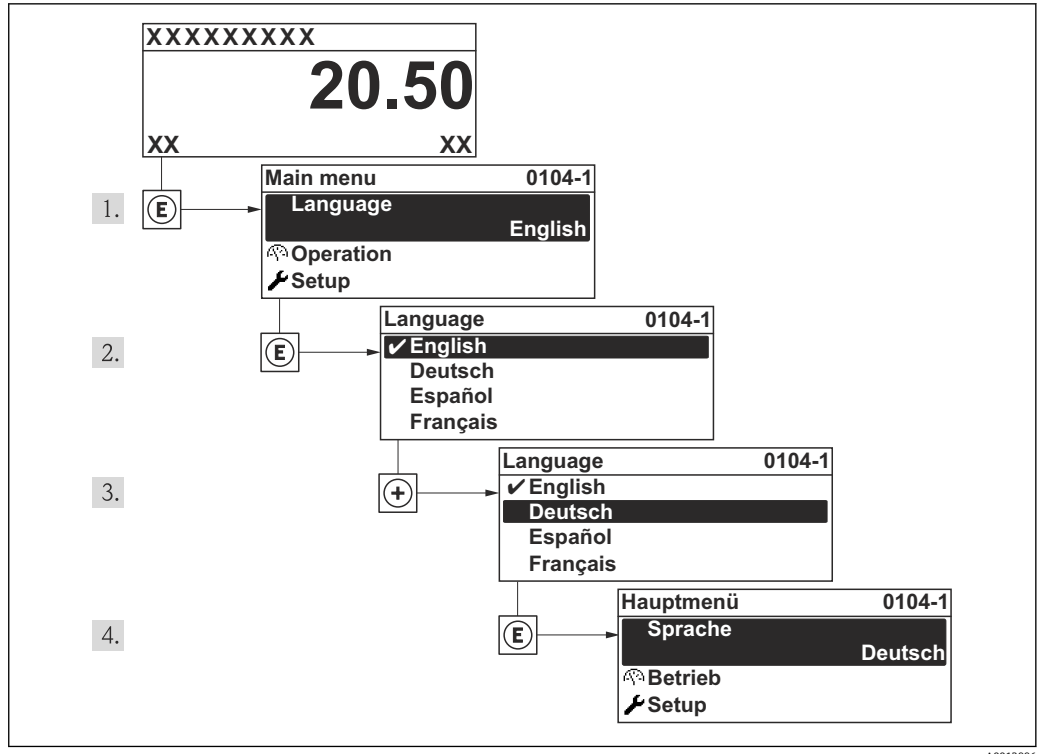 XXXXXXXXX
20.50
XX XX
1. E
Main menu 0104-1
Language
English
Operation
Setup
2. E
Language 0104-1
✔English
Deutsch
Español
Français
3. +
Language 0104-1
✔English
Deutsch
Español
Français
4. E
Hauptmenü 0104-1
Sprache
Deutsch
Betrieb
Setup